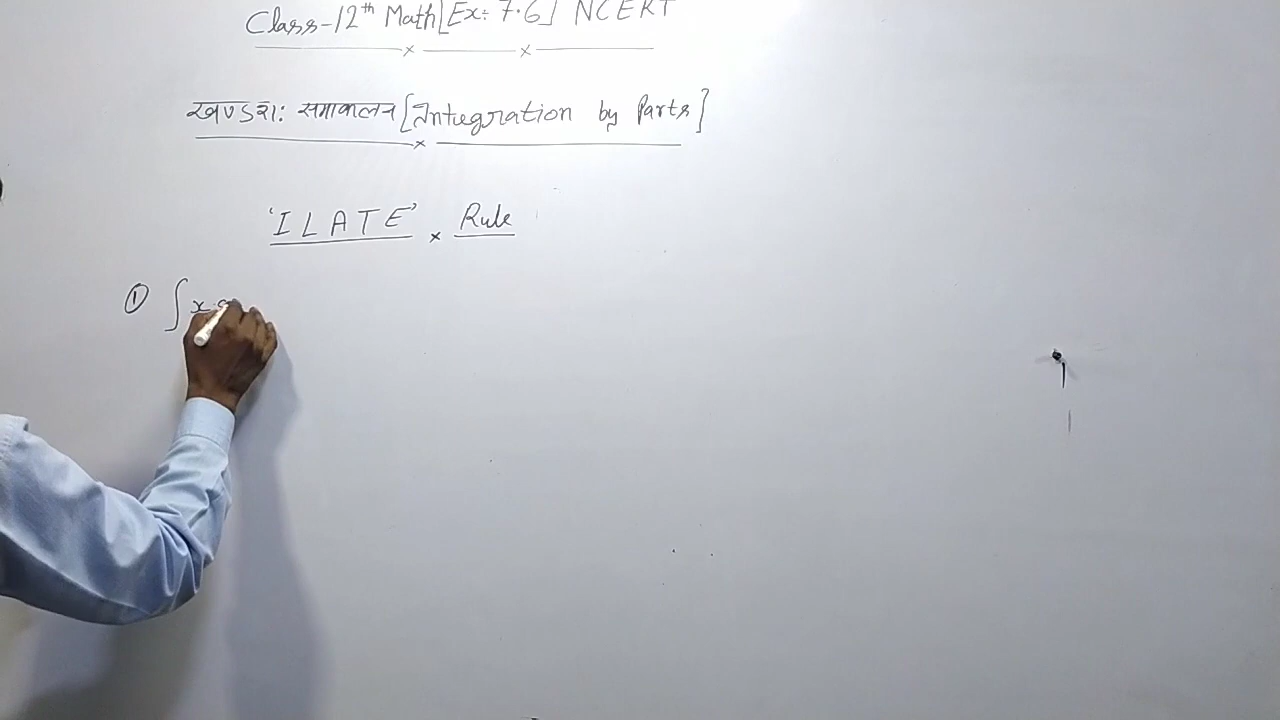 Class-12th Math[Ex: 7.6] NCERT
खण्डश: समाकलन [Integration by Parts]
'ILATE' Rule
① ∫ x